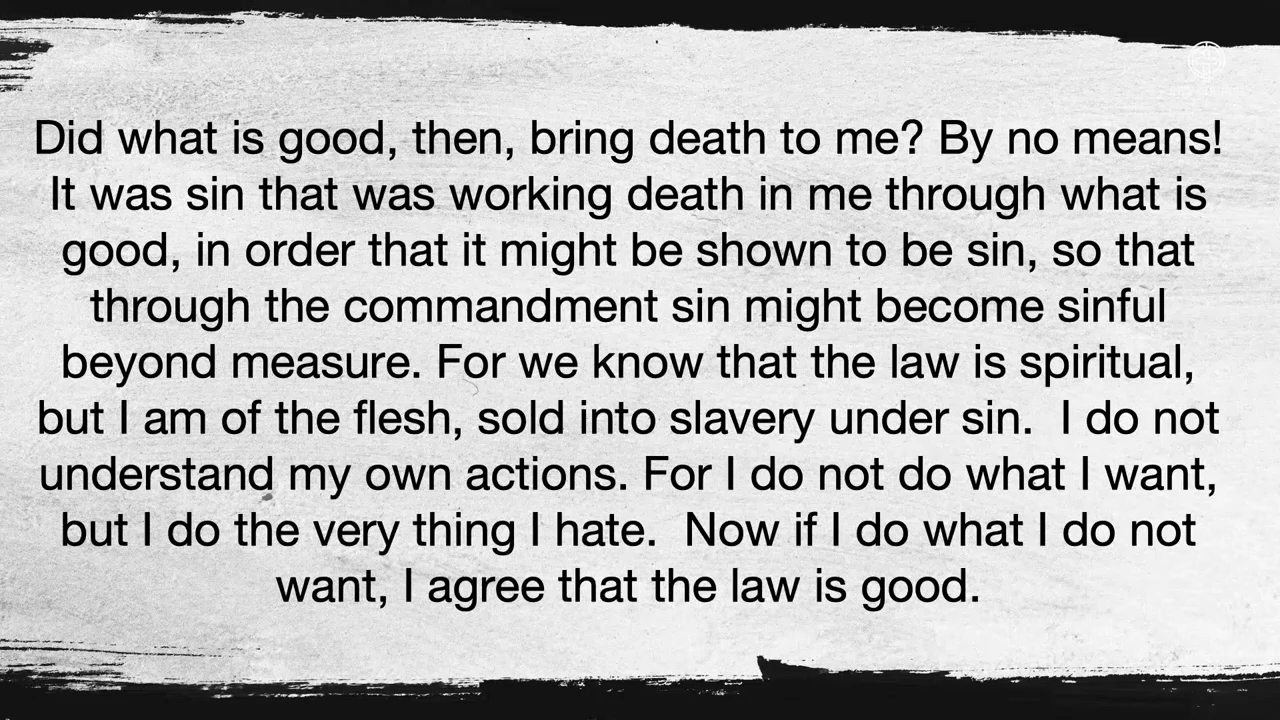 Did what is good, then, bring death to me? By no means!
It was sin that was working death in me through what is
good, in order that it might be shown to be sin, so that
through the commandment sin might become sinful
beyond measure. For we know that the law is spiritual,
but I am of the flesh, sold into slavery under sin.  I do not
understand my own actions. For I do not do what I want,
but I do the very thing I hate.  Now if I do what I do not
want, I agree that the law is good.